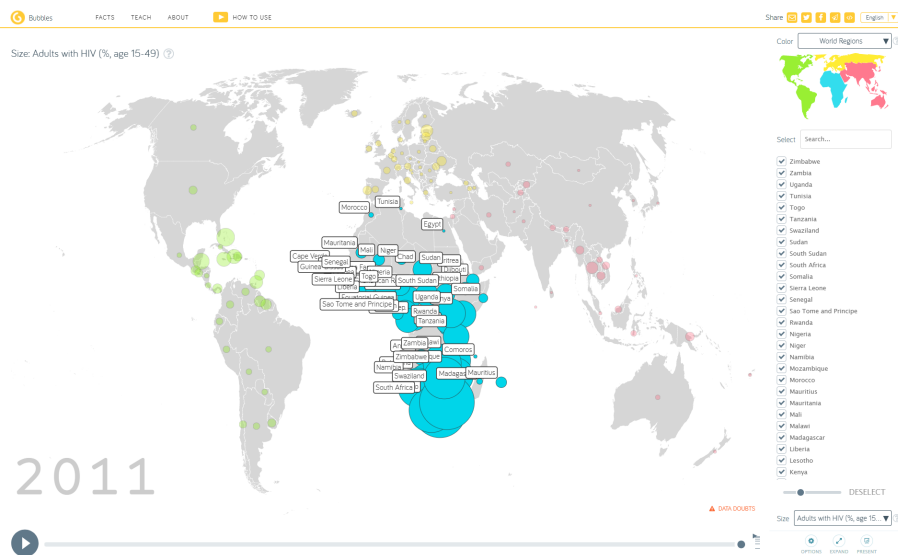 Bubbles FACTS TEACH ABOUT HOW TO USE Share English ▼
Size: Adults with HIV (%, age 15-49) ?
Color World Regions ▼ ?
Select Search...
Zimbabwe
Zambia
Uganda
Tunisia
Togo
Tanzania
Swaziland
Sudan
South Sudan
South Africa
Somalia
Sierra Leone
Senegal
Sao Tome and Principe
Rwanda
Nigeria
Niger
Namibia
Mozambique
Morocco
Mauritius
Mauritania
Mali
Malawi
Madagascar
Liberia
Lesotho
Kenya
DESELECT
Size Adults with HIV (%, age 15... ▼ ?
OPTIONS EXPAND PRESENT
Tunisia
Morocco
Egypt
Mauritania
Mali Niger
Chad Sudan
Cape Ver
Senegal
Djibouti
Sierra Leone Togo
South Sudan
Somalia
Liberia
Uganda
Sao Tome and Principe
Rwanda
Tanzania
Zambia
Comoros
Zimbabwe
Namibia
Swaziland Madagas Mauritius
South Africa
2011
DATA DOUBTS